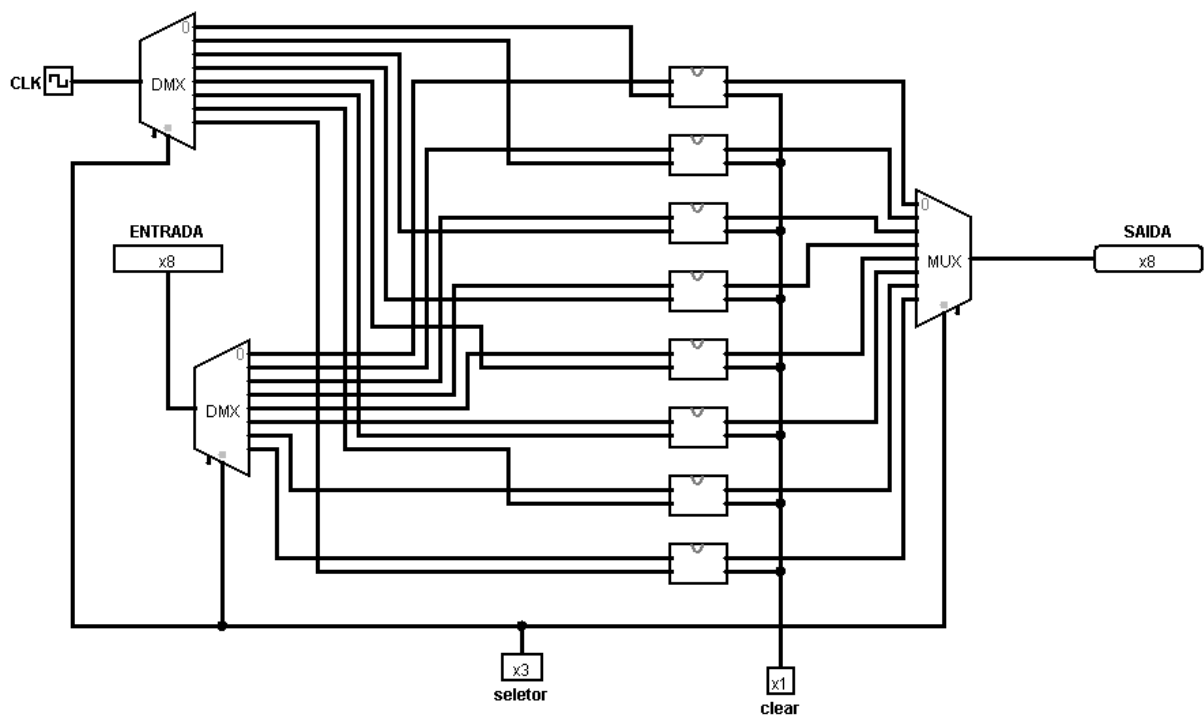 0
DMX
CLK
ENTRADA
x8
0
DMX
0
MUX
SAIDA
x8
x3
seletor
x1
clear